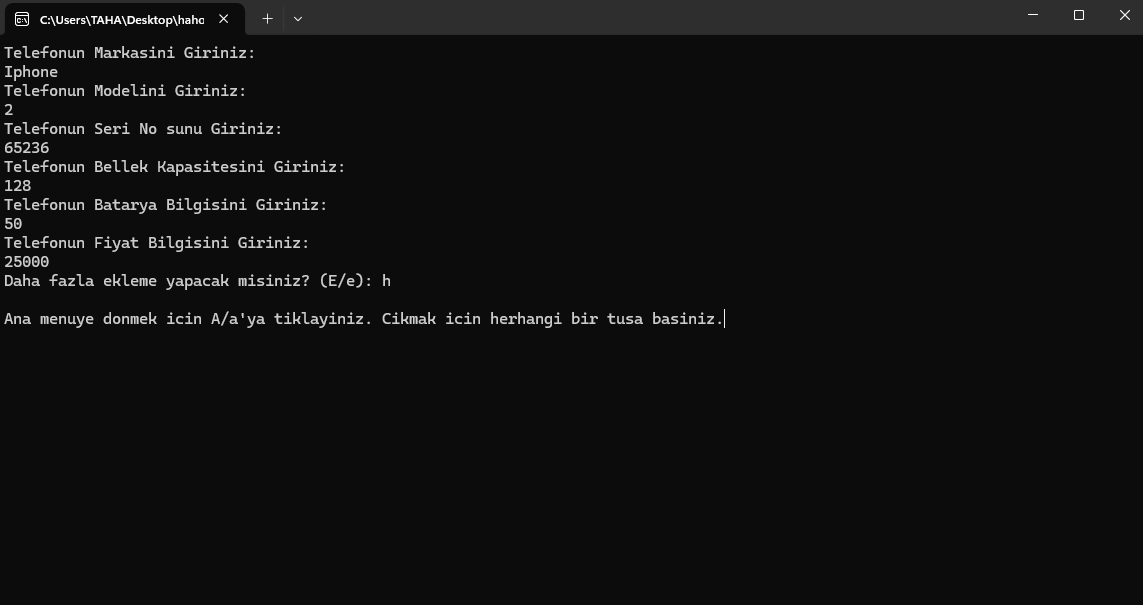 C:\Users\TAHA\Desktop\haho
Telefonun Markasini Giriniz:
Iphone
Telefonun Modelini Giriniz:
2
Telefonun Seri No sunu Giriniz:
65236
Telefonun Bellek Kapasitesini Giriniz:
128
Telefonun Batarya Bilgisini Giriniz:
50
Telefonun Fiyat Bilgisini Giriniz:
25000
Daha fazla ekleme yapacak misiniz? (E/e): h
Ana menuye donmek icin A/a'ya tiklayiniz. Cikmak icin herhangi bir tusa basiniz.